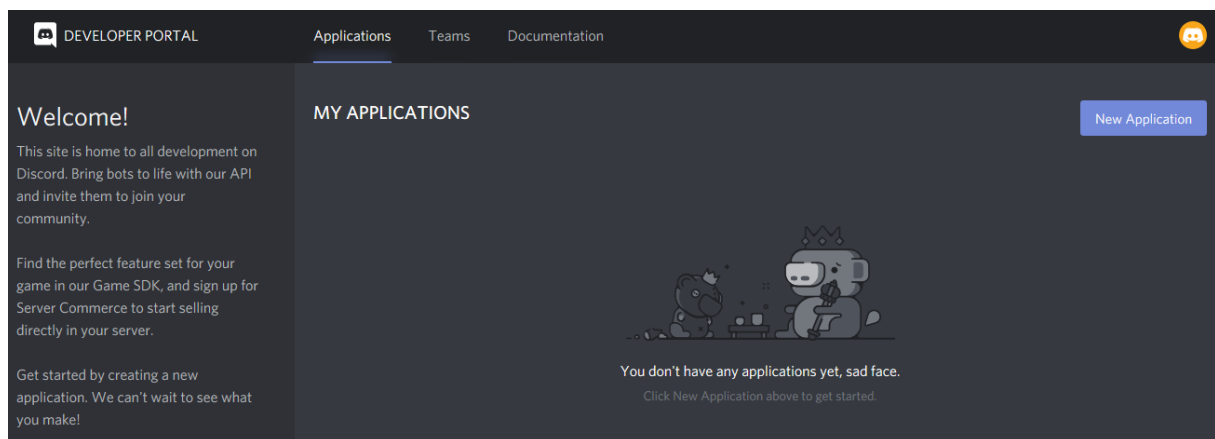 DEVELOPER PORTAL
Applications
Teams
Documentation
Welcome!
This site is home to all development on
Discord. Bring bots to life with our API
and invite them to join your
community.
Find the perfect feature set for your
game in our Game SDK, and sign up for
Server Commerce to start selling
directly in your server.
Get started by creating a new
application. We can't wait to see what
you make!
MY APPLICATIONS
New Application
You don't have any applications yet, sad face.
Click New Application above to get started.